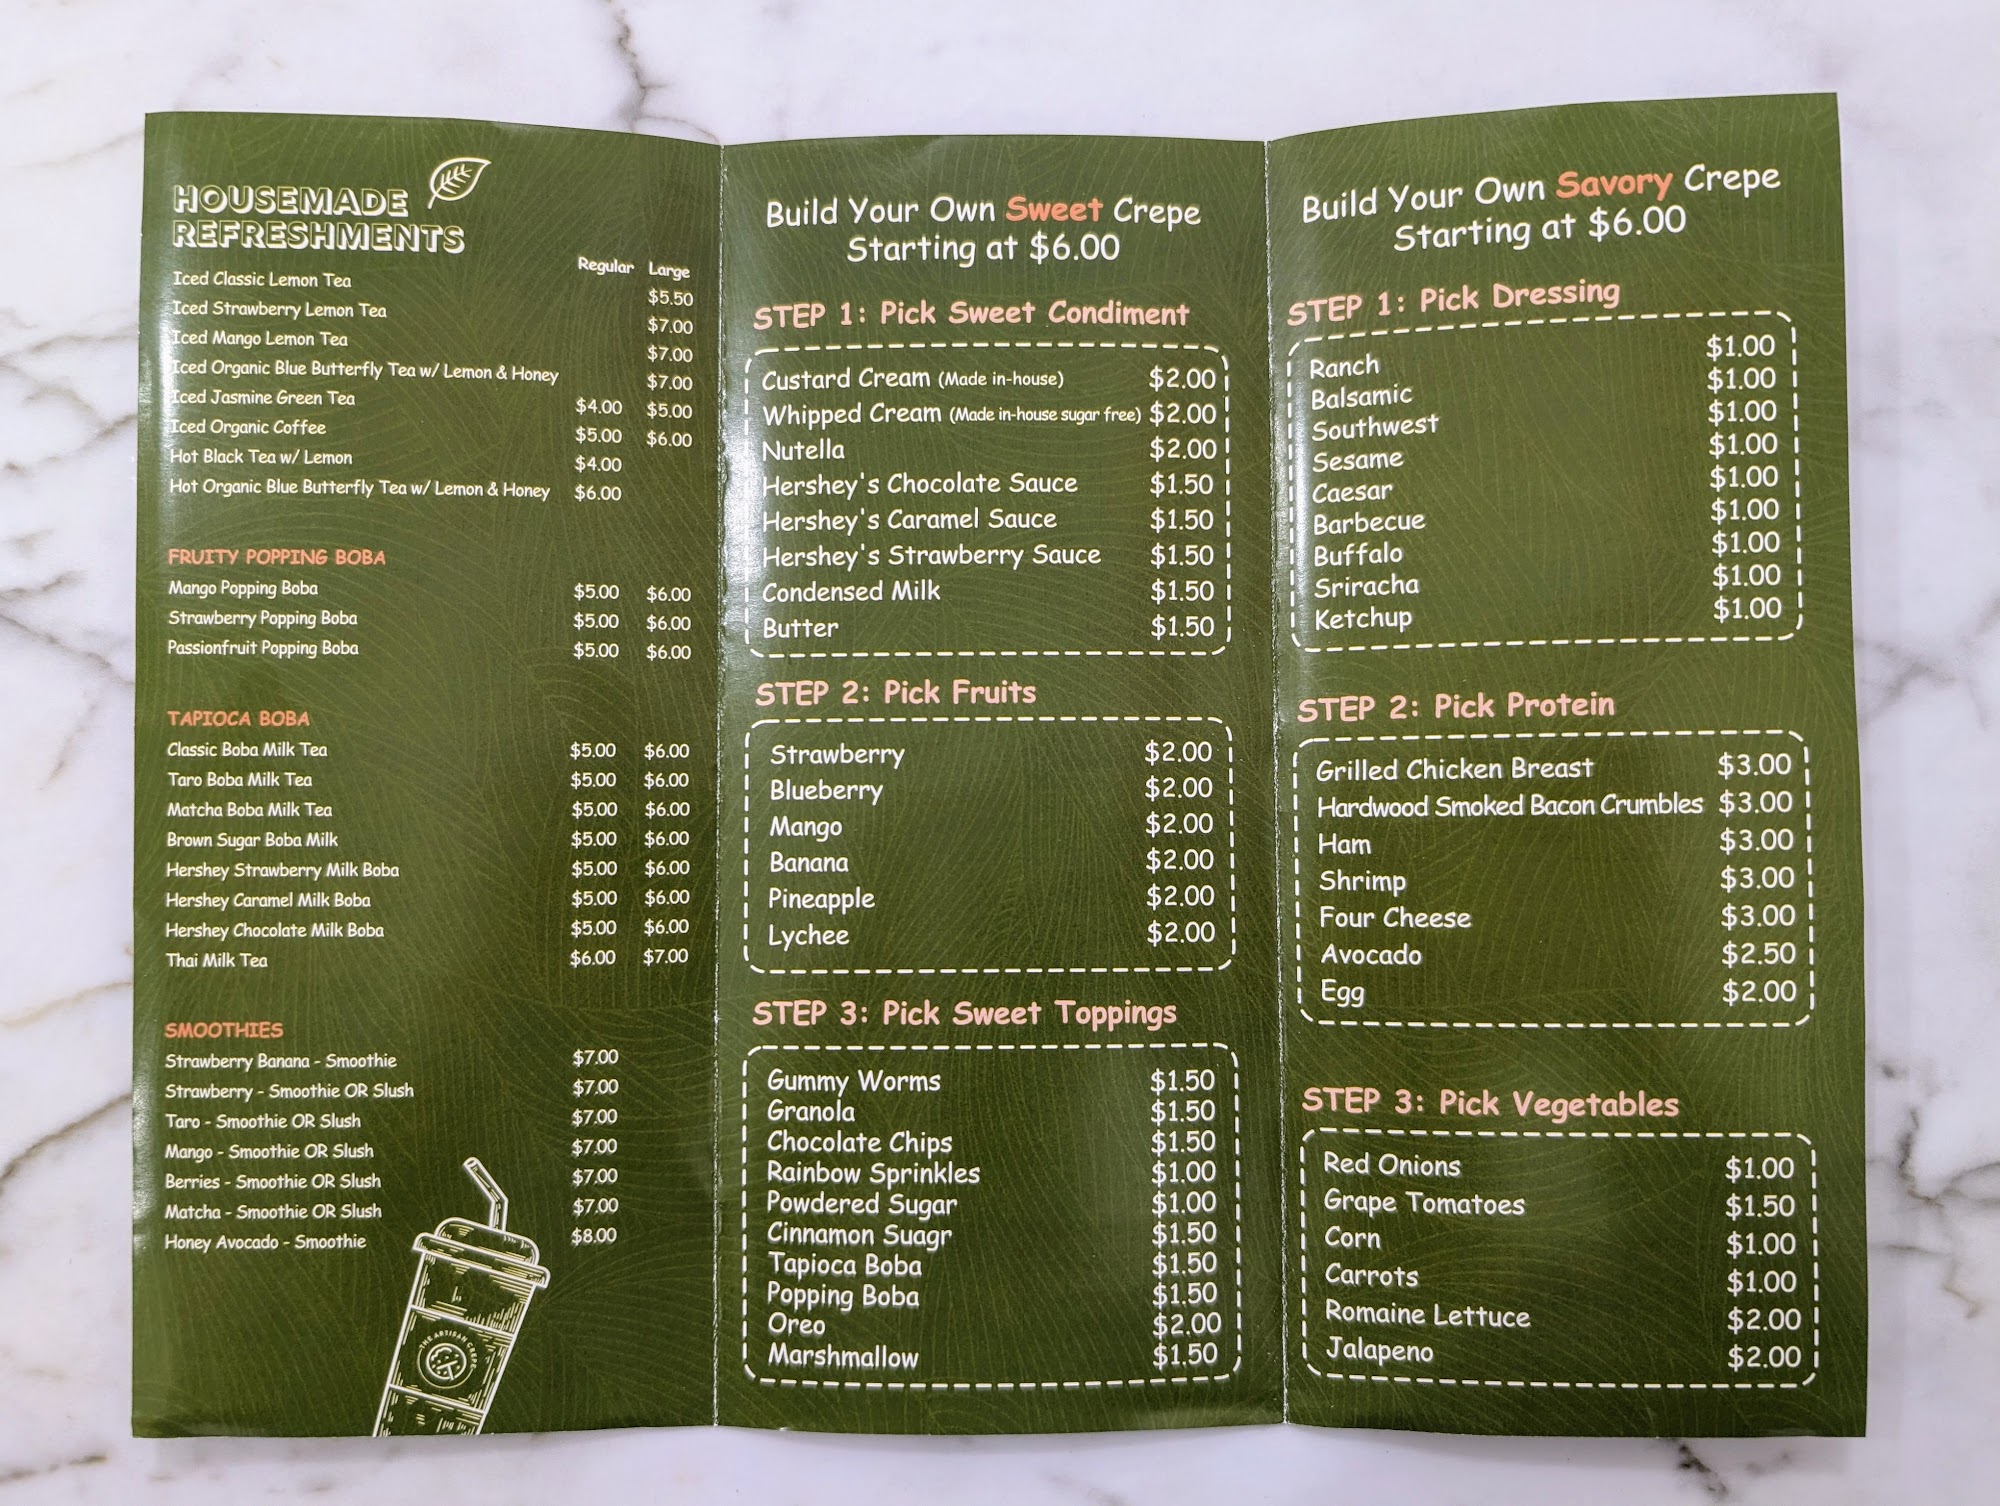 HOUSEMADE
REFRESHMENTS
Regular Large
Iced Classic Lemon Tea $5.50
Iced Strawberry Lemon Tea $7.00
Iced Mango Lemon Tea $7.00
Iced Organic Blue Butterfly Tea w/ Lemon & Honey $7.00
Iced Jasmine Green Tea $4.00 $5.00
Iced Organic Coffee $5.00 $6.00
Hot Black Tea w/ Lemon $4.00
Hot Organic Blue Butterfly Tea w/ Lemon & Honey $6.00
FRUITY POPPING BOBA
Mango Popping Boba $5.00 $6.00
Strawberry Popping Boba $5.00 $6.00
Passionfruit Popping Boba $5.00 $6.00
TAPIOCA BOBA
Classic Boba Milk Tea $5.00 $6.00
Taro Boba Milk Tea $5.00 $6.00
Matcha Boba Milk Tea $5.00 $6.00
Brown Sugar Boba Milk $5.00 $6.00
Hershey Strawberry Milk Boba $5.00 $6.00
Hershey Caramel Milk Boba $5.00 $6.00
Hershey Chocolate Milk Boba $5.00 $6.00
Thai Milk Tea $6.00 $7.00
SMOOTHIES
Strawberry Banana - Smoothie $7.00
Strawberry - Smoothie OR Slush $7.00
Taro - Smoothie OR Slush $7.00
Mango - Smoothie OR Slush $7.00
Berries - Smoothie OR Slush $7.00
Matcha - Smoothie OR Slush $7.00
Honey Avocado - Smoothie $8.00
THE ARTISAN CREPE
Build Your Own Sweet Crepe
Starting at $6.00
STEP 1: Pick Sweet Condiment
Custard Cream (Made in-house) $2.00
Whipped Cream (Made in-house sugar free) $2.00
Nutella $2.00
Hershey's Chocolate Sauce $1.50
Hershey's Caramel Sauce $1.50
Hershey's Strawberry Sauce $1.50
Condensed Milk $1.50
Butter $1.50
STEP 2: Pick Fruits
Strawberry $2.00
Blueberry $2.00
Mango $2.00
Banana $2.00
Pineapple $2.00
Lychee $2.00
STEP 3: Pick Sweet Toppings
Gummy Worms $1.50
Granola $1.50
Chocolate Chips $1.50
Rainbow Sprinkles $1.00
Powdered Sugar $1.00
Cinnamon Suagr $1.50
Tapioca Boba $1.50
Popping Boba $1.50
Oreo $2.00
Marshmallow $1.50
Build Your Own Savory Crepe
Starting at $6.00
STEP 1: Pick Dressing
Ranch $1.00
Balsamic $1.00
Southwest $1.00
Sesame $1.00
Caesar $1.00
Barbecue $1.00
Buffalo $1.00
Sriracha $1.00
Ketchup $1.00
STEP 2: Pick Protein
Grilled Chicken Breast $3.00
Hardwood Smoked Bacon Crumbles $3.00
Ham $3.00
Shrimp $3.00
Four Cheese $3.00
Avocado $2.50
Egg $2.00
STEP 3: Pick Vegetables
Red Onions $1.00
Grape Tomatoes $1.50
Corn $1.00
Carrots $1.00
Romaine Lettuce $2.00
Jalapeno $2.00